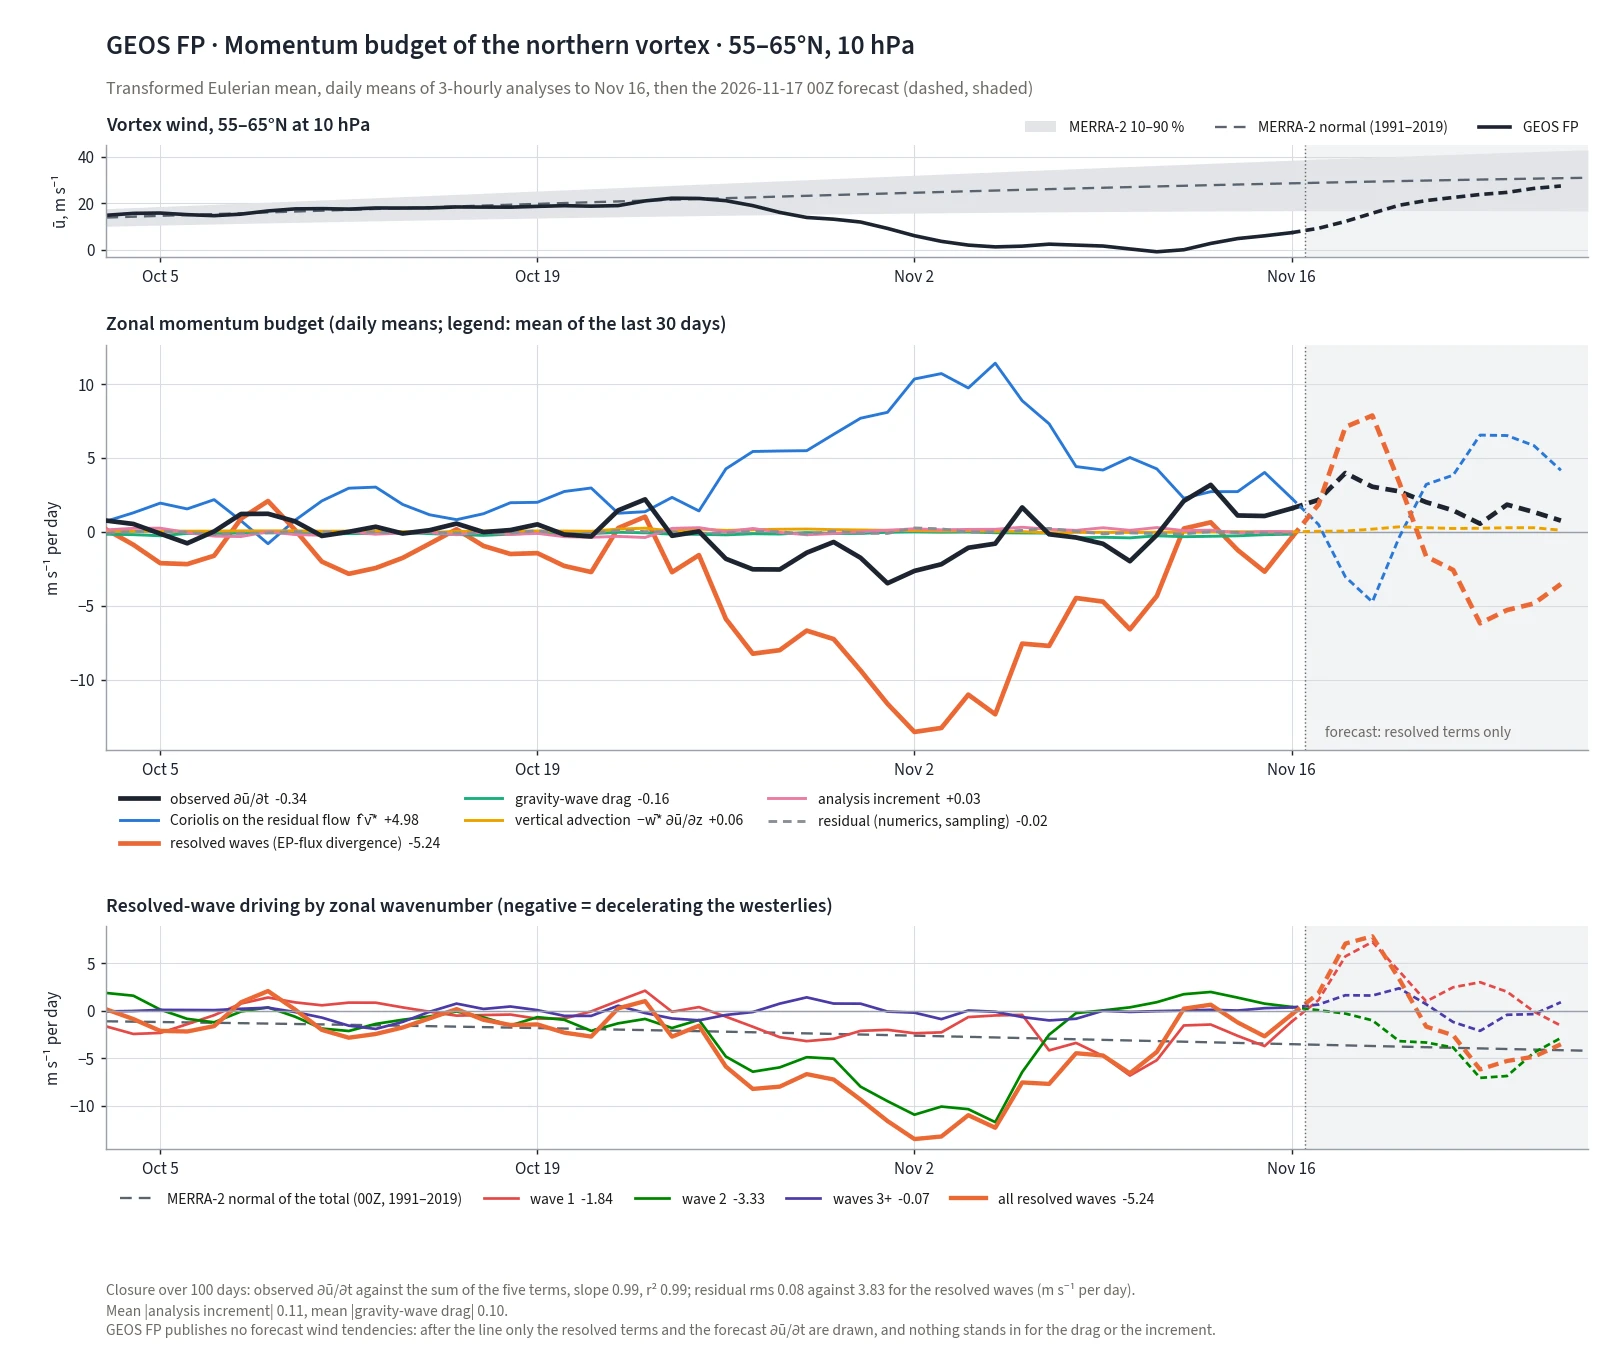 GEOS FP · Momentum budget of the northern vortex · 55–65°N, 10 hPa
Transformed Eulerian mean, daily means of 3-hourly analyses to Nov 16, then the 2026-11-17 00Z forecast (dashed, shaded)
Vortex wind, 55–65°N at 10 hPa
MERRA-2 10–90 %
MERRA-2 normal (1991–2019)
GEOS FP
ū, m s⁻¹
40
20
0
Oct 5
Oct 19
Nov 2
Nov 16
Zonal momentum budget (daily means; legend: mean of the last 30 days)
m s⁻¹ per day
10
5
0
−5
−10
forecast: resolved terms only
Oct 5
Oct 19
Nov 2
Nov 16
observed ∂ū/∂t -0.34
Coriolis on the residual flow f v̄* +4.98
resolved waves (EP-flux divergence) -5.24
gravity-wave drag -0.16
vertical advection −w̄* ∂ū/∂z +0.06
analysis increment +0.03
residual (numerics, sampling) -0.02
Resolved-wave driving by zonal wavenumber (negative = decelerating the westerlies)
m s⁻¹ per day
5
0
−5
−10
Oct 5
Oct 19
Nov 2
Nov 16
MERRA-2 normal of the total (00Z, 1991–2019)
wave 1 -1.84
wave 2 -3.33
waves 3+ -0.07
all resolved waves -5.24
Closure over 100 days: observed ∂ū/∂t against the sum of the five terms, slope 0.99, r² 0.99; residual rms 0.08 against 3.83 for the resolved waves (m s⁻¹ per day).
Mean |analysis increment| 0.11, mean |gravity-wave drag| 0.10.
GEOS FP publishes no forecast wind tendencies: after the line only the resolved terms and the forecast ∂ū/∂t are drawn, and nothing stands in for the drag or the increment.